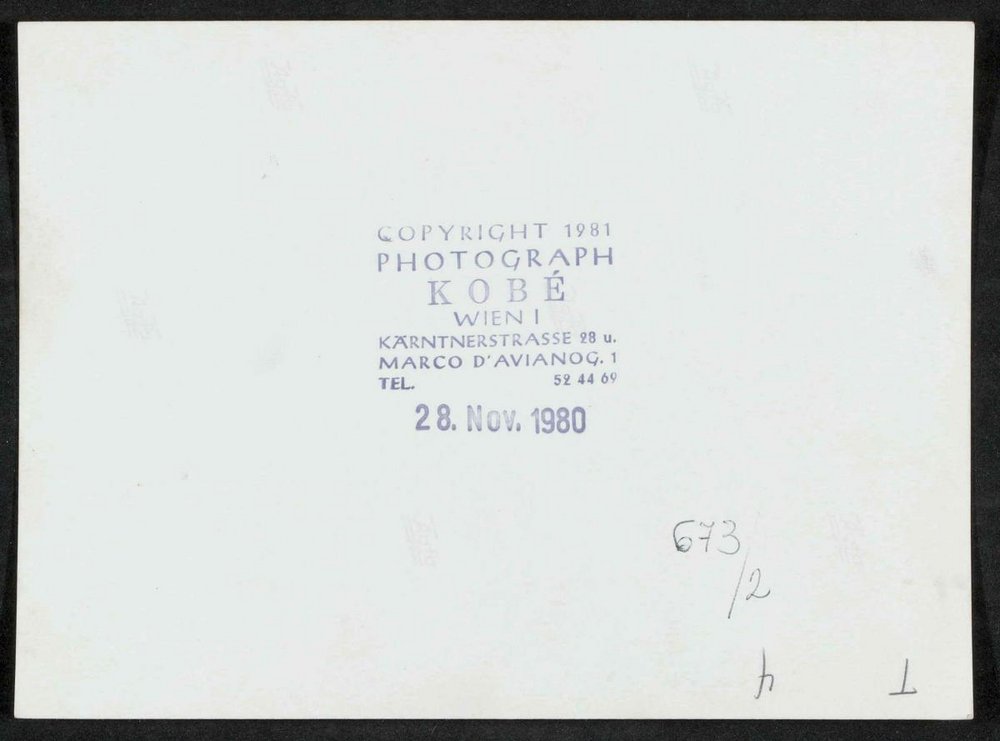 COPYRIGHT 1981
PHOTOGRAPH
KOBÉ
WIEN I
KÄRNTNERSTRASSE 28 u.
MARCO D'AVIANOG. 1
TEL. 52 44 69
28. Nov. 1980
673
/2